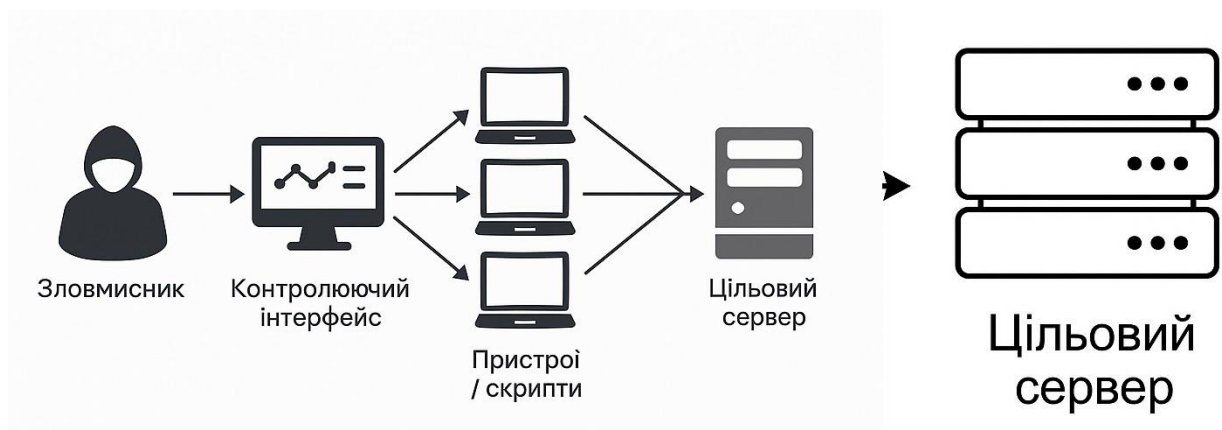 Зловмисник
Контролюючий
інтерфейс
Пристрої
/ скрипти
Цільовий
сервер
Цільовий
сервер